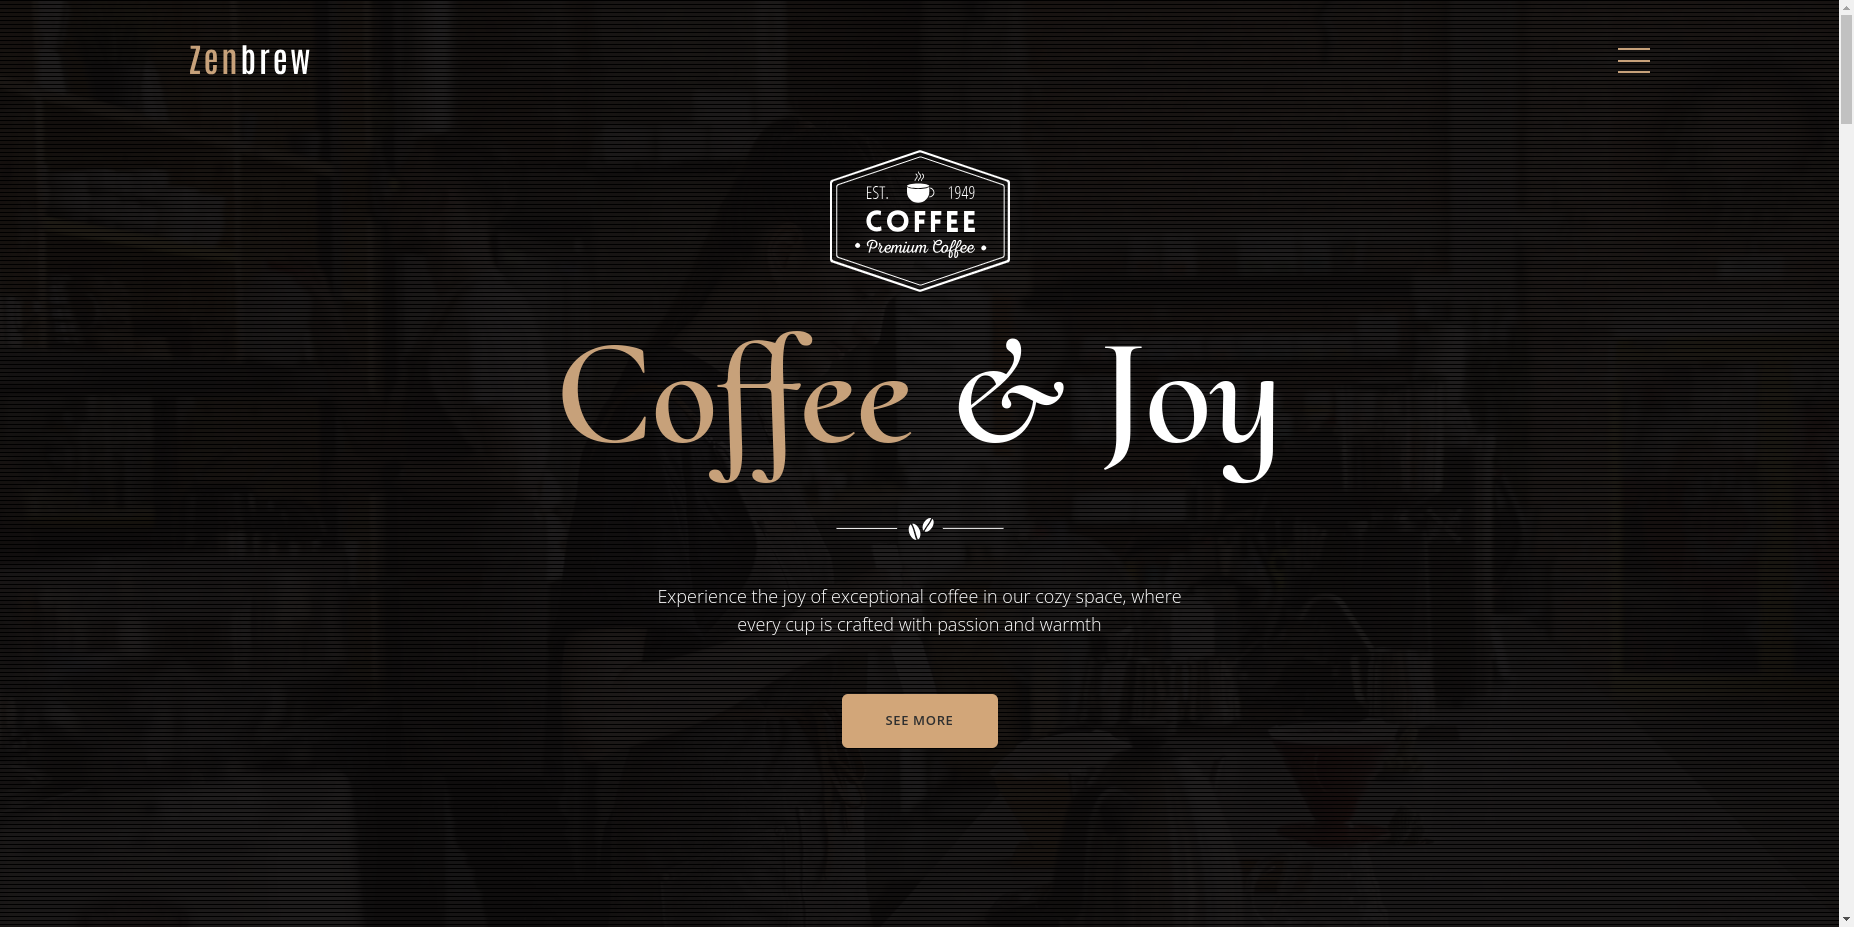 Zenbrew
EST. 1949
COFFEE
• Premium Coffee •
Coffee & Joy
Experience the joy of exceptional coffee in our cozy space, where
every cup is crafted with passion and warmth
SEE MORE